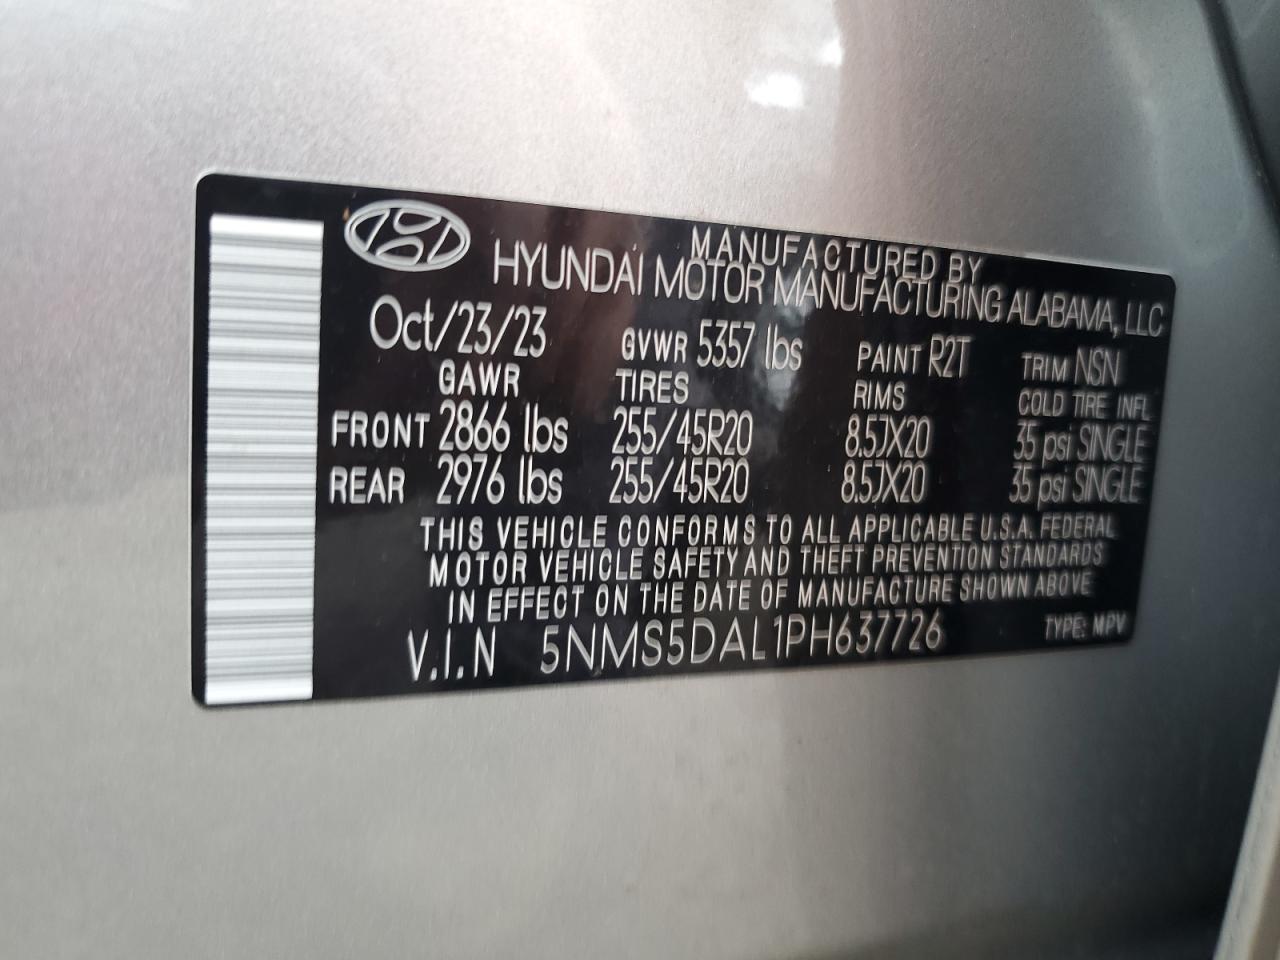 MANUFACTURED BY
HYUNDAI MOTOR MANUFACTURING ALABAMA, LLC
Oct/23/23 GVWR 5357 lbs PAINT R2T TRIM NSN
GAWR TIRES RIMS COLD TIRE INFL
FRONT 2866 lbs 255/45R20 8.5JX20 35 psi SINGLE
REAR 2976 lbs 255/45R20 8.5JX20 35 psi SINGLE
THIS VEHICLE CONFORMS TO ALL APPLICABLE U.S.A. FEDERAL
MOTOR VEHICLE SAFETY AND THEFT PREVENTION STANDARDS
IN EFFECT ON THE DATE OF MANUFACTURE SHOWN ABOVE
V.I.N 5NMS5DAL1PH637726 TYPE: MPV